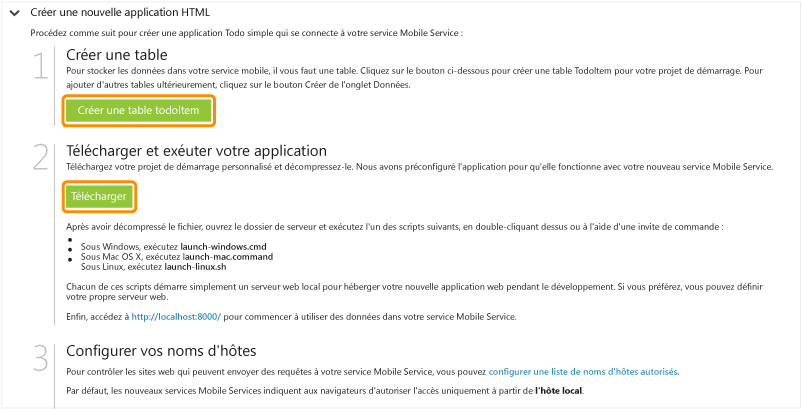 Créer une nouvelle application HTML
Procédez comme suit pour créer une application Todo simple qui se connecte à votre service Mobile Service :
1
Créer une table
Pour stocker les données dans votre service mobile, il vous faut une table. Cliquez sur le bouton ci-dessous pour créer une table TodoItem pour votre projet de démarrage. Pour
ajouter d'autres tables ultérieurement, cliquez sur le bouton Créer de l'onglet Données.
Créer une table todoItem
2
Télécharger et exéuter votre application
Téléchargez votre projet de démarrage personnalisé et décompressez-le. Nous avons préconfiguré l'application pour qu'elle fonctionne avec votre nouveau service Mobile Service.
Télécharger
Après avoir décompressé le fichier, ouvrez le dossier de serveur et exécutez l'un des scripts suivants, en double-cliquant dessus ou à l'aide d'une invite de commande :
• Sous Windows, exécutez launch-windows.cmd
• Sous Mac OS X, exécutez launch-mac.command
• Sous Linux, exécutez launch-linux.sh
Chacun de ces scripts démarre simplement un serveur web local pour héberger votre nouvelle application web pendant le développement. Si vous préférez, vous pouvez définir
votre propre serveur web.
Enfin, accédez à http://localhost:8000/ pour commencer à utiliser des données dans votre service Mobile Service.
3
Configurer vos noms d'hôtes
Pour contrôler les sites web qui peuvent envoyer des requêtes à votre service Mobile Service, vous pouvez configurer une liste de noms d'hôtes autorisés.
Par défaut, les nouveaux services Mobile Services indiquent aux navigateurs d'autoriser l'accès uniquement à partir de l'hôte local.